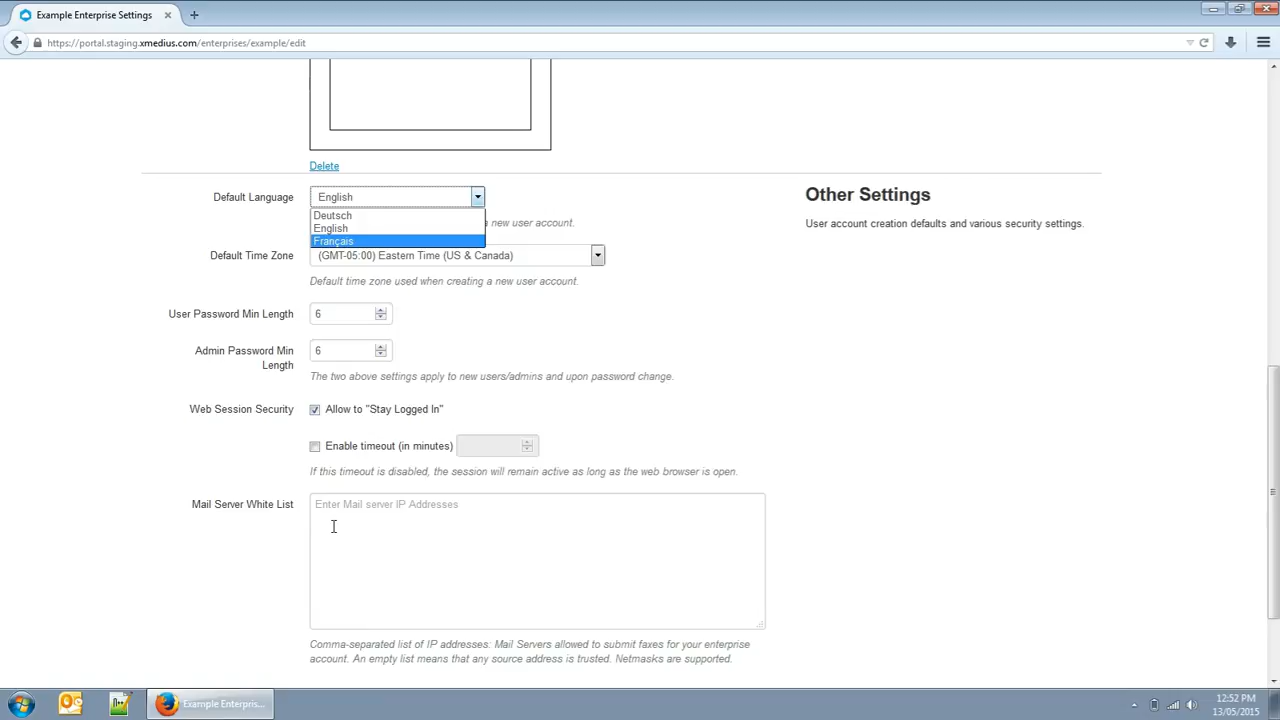 Example Enterprise Settings
https://portal.staging.xmedius.com/enterprises/example/edit
Delete
Default Language
English
Deutsch
English
Français
a new user account.
Other Settings
User account creation defaults and various security settings.
Default Time Zone
(GMT-05:00) Eastern Time (US & Canada)
Default time zone used when creating a new user account.
User Password Min Length
6
Admin Password Min
Length
6
The two above settings apply to new users/admins and upon password change.
Web Session Security
Allow to "Stay Logged In"
Enable timeout (in minutes)
If this timeout is disabled, the session will remain active as long as the web browser is open.
Mail Server White List
Enter Mail server IP Addresses
Comma-separated list of IP addresses: Mail Servers allowed to submit faxes for your enterprise
account. An empty list means that any source address is trusted. Netmasks are supported.
Example Enterpris...
12:52 PM
13/05/2015